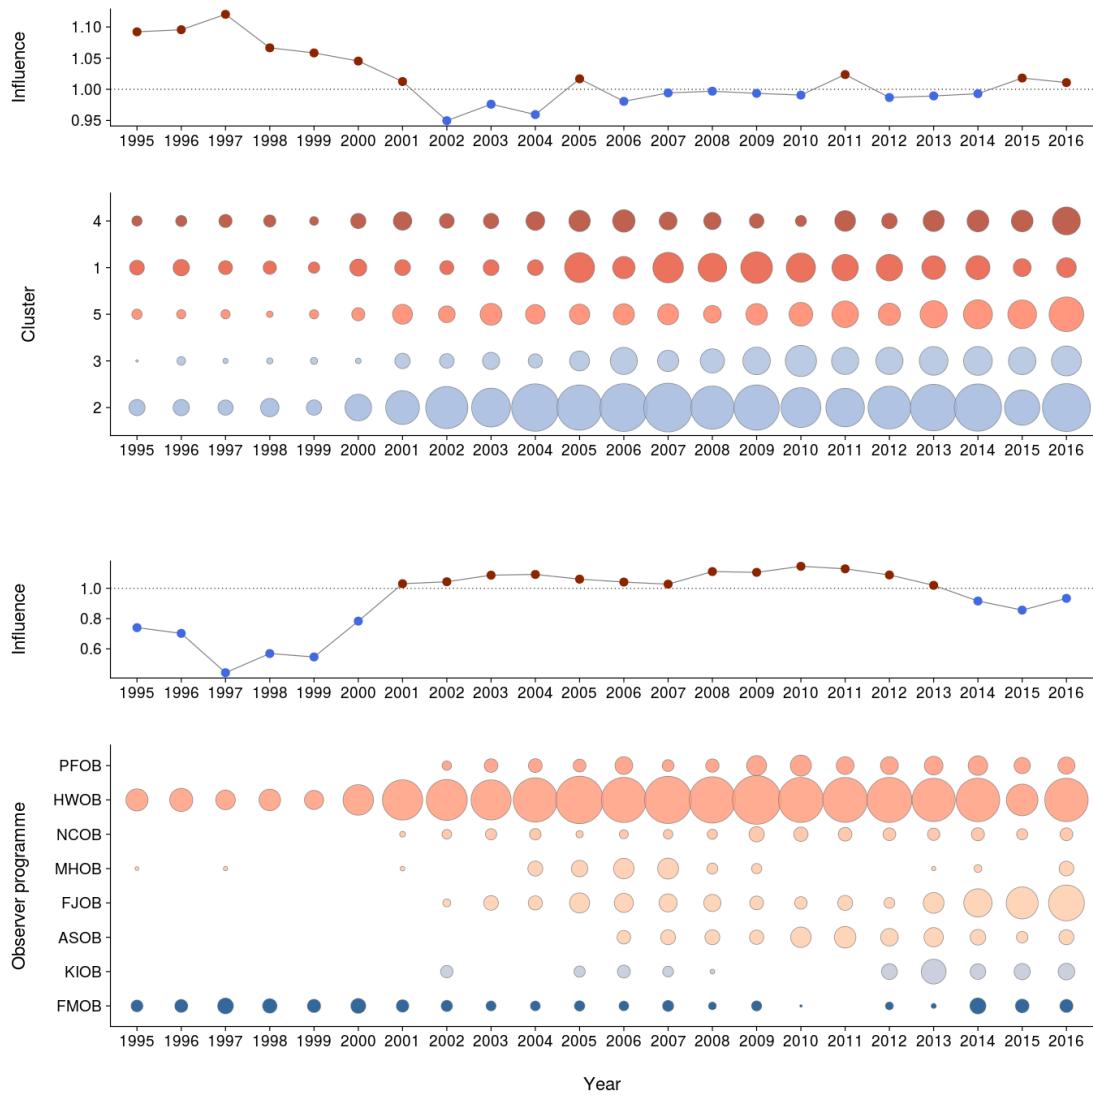 Influence
1.10
1.05
1.00
0.95
1995 1996 1997 1998 1999 2000 2001 2002 2003 2004 2005 2006 2007 2008 2009 2010 2011 2012 2013 2014 2015 2016
Cluster
4
1
5
3
2
1995 1996 1997 1998 1999 2000 2001 2002 2003 2004 2005 2006 2007 2008 2009 2010 2011 2012 2013 2014 2015 2016
Influence
1.0
0.8
0.6
1995 1996 1997 1998 1999 2000 2001 2002 2003 2004 2005 2006 2007 2008 2009 2010 2011 2012 2013 2014 2015 2016
Observer programme
PFOB
HWOB
NCOB
MHOB
FJOB
ASOB
KIOB
FMOB
1995 1996 1997 1998 1999 2000 2001 2002 2003 2004 2005 2006 2007 2008 2009 2010 2011 2012 2013 2014 2015 2016
Year